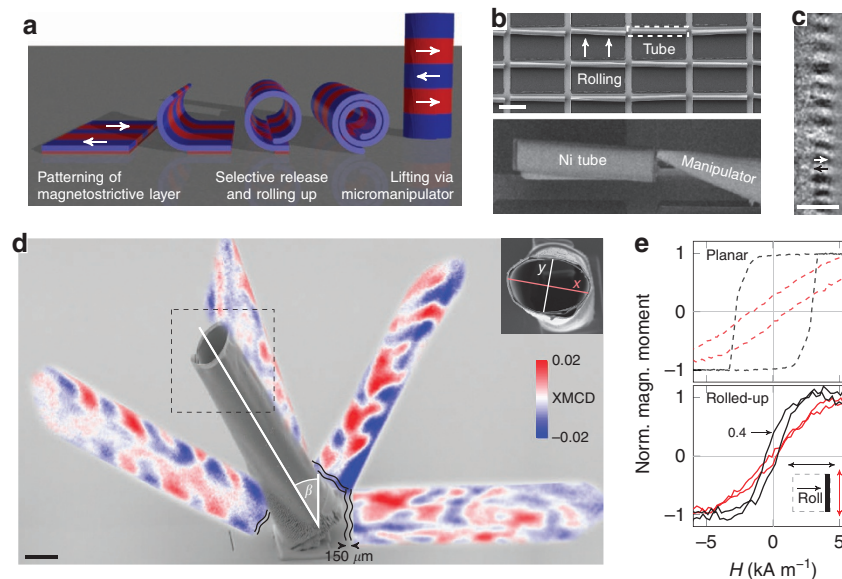 a
Patterning of
magnetostrictive layer
Selective release
and rolling up
Lifting via
micromanipulator
b
Rolling
Tube
Ni tube
Manipulator
c
d
y
x
0.02
XMCD
−0.02
β
150 μm
e
1
Planar
0
−1
Norm. magn. moment
1
Rolled-up
0.4
0
Roll
−1
−5
0
5
H (kA m⁻¹)